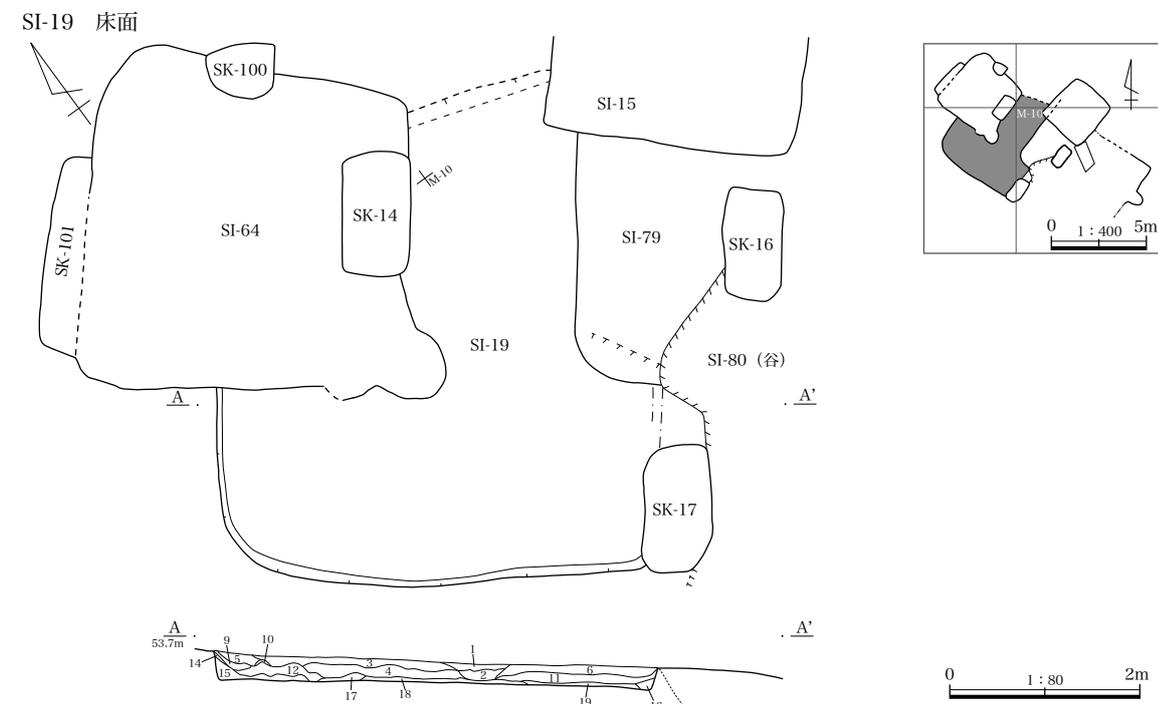 SI-19　床面
SK-100
SI-15
M-10
0 1：400 5m
M-10
SK-14
SI-64
SI-79
SK-16
SK-101
SI-19
SI-80（谷）
A A’
SK-17
A A’
53.7m
9 10 1
14 5 3 6
15 12 4 2 11
17 18 19
0 1：80 2m